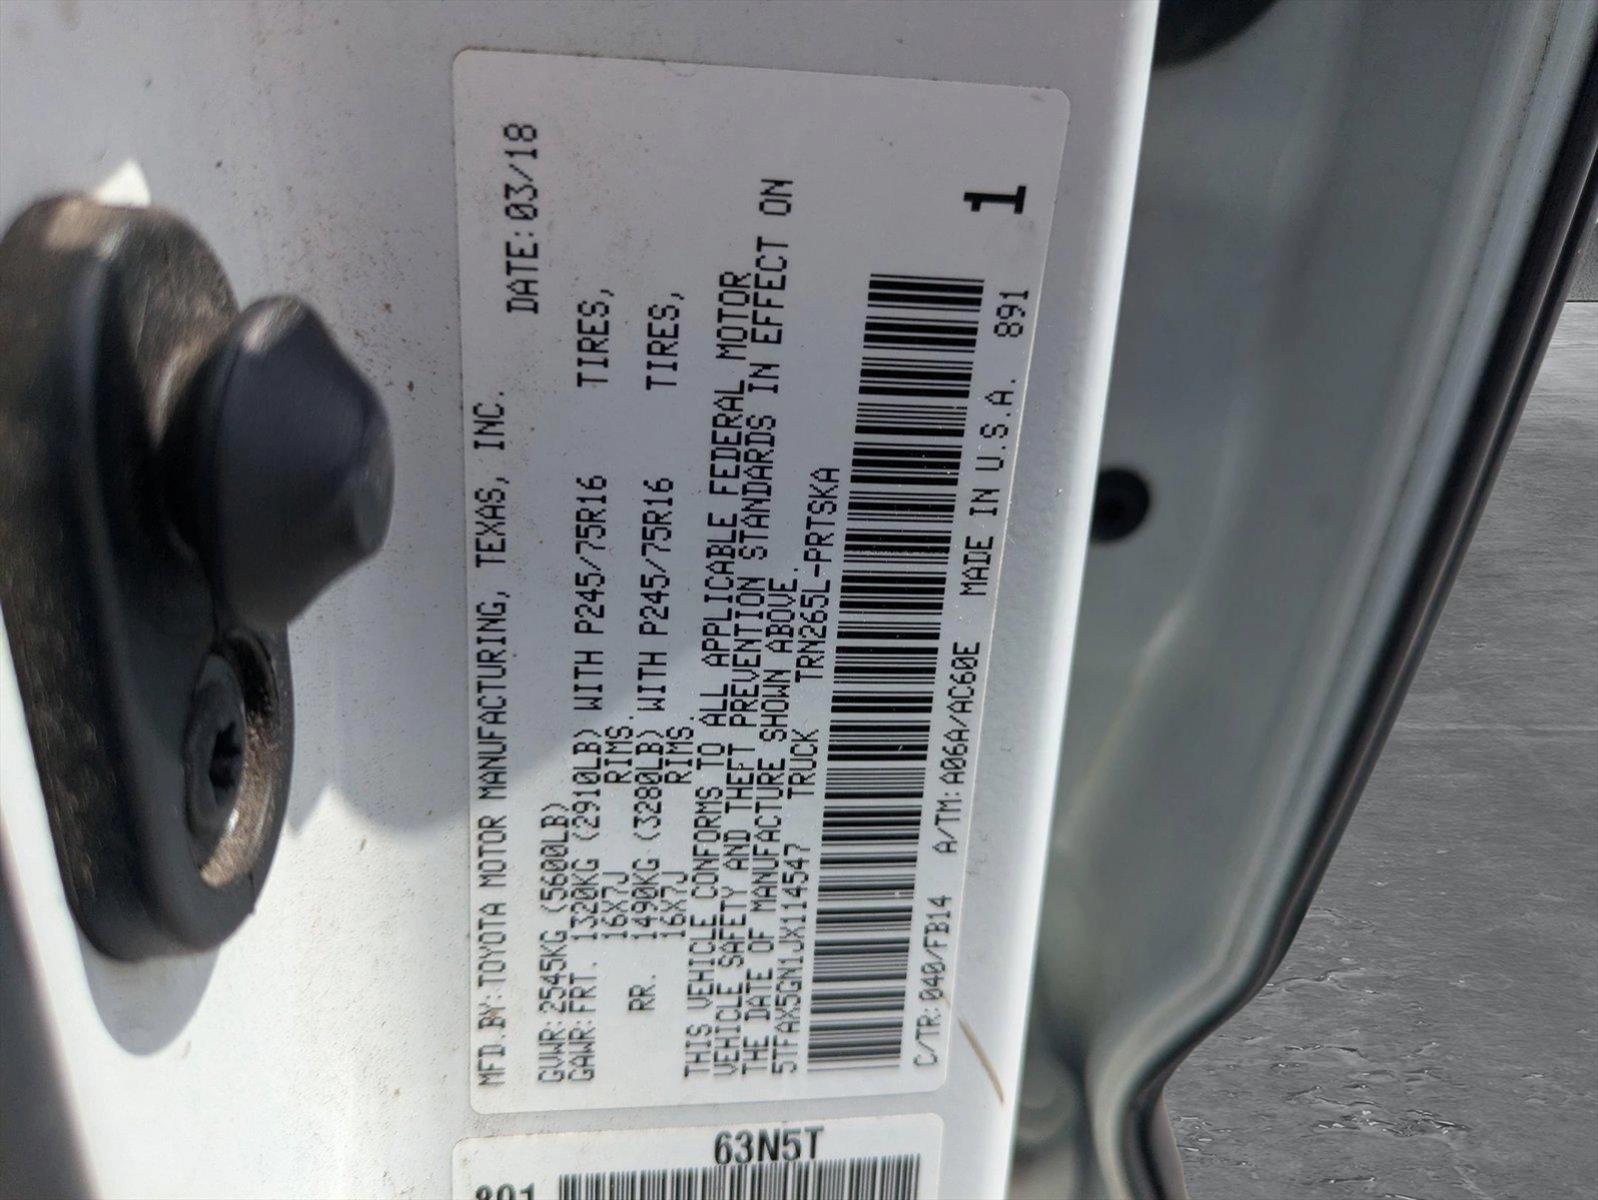 MFD.BY:TOYOTA MOTOR MANUFACTURING, TEXAS, INC.
DATE:03/18
GVWR:2545KG (5600LB)
GAWR:FRT. 1320KG (2910LB) WITH P245/75R16 TIRES,
16X7J RIMS.
RR. 1490KG (3280LB) WITH P245/75R16 TIRES,
16X7J RIMS.
THIS VEHICLE CONFORMS TO ALL APPLICABLE FEDERAL MOTOR
VEHICLE SAFETY AND THEFT PREVENTION STANDARDS IN EFFECT ON
THE DATE OF MANUFACTURE SHOWN ABOVE.
5TFAX5GN1JX114547 TRUCK TRN265L-PRTSKA
C/TR:040/FB14 A/TM:A06A/AC60E MADE IN U.S.A. 891
1
63N5T